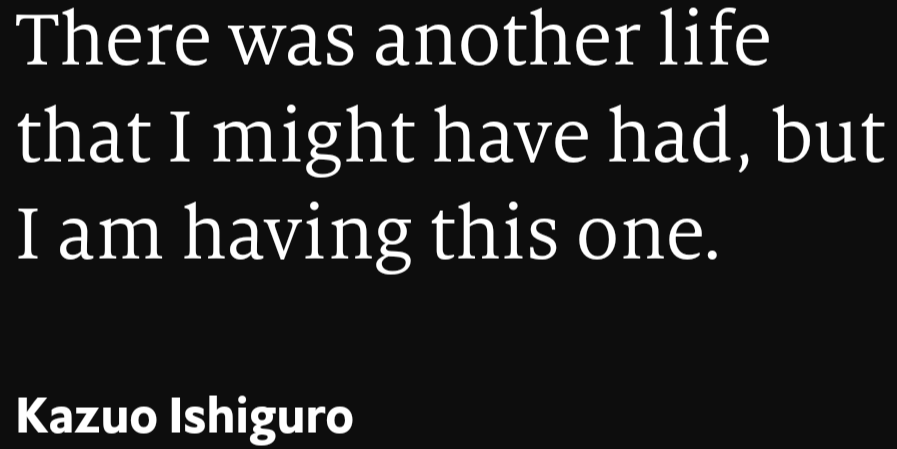 There was another life
that I might have had, but
I am having this one.
Kazuo Ishiguro